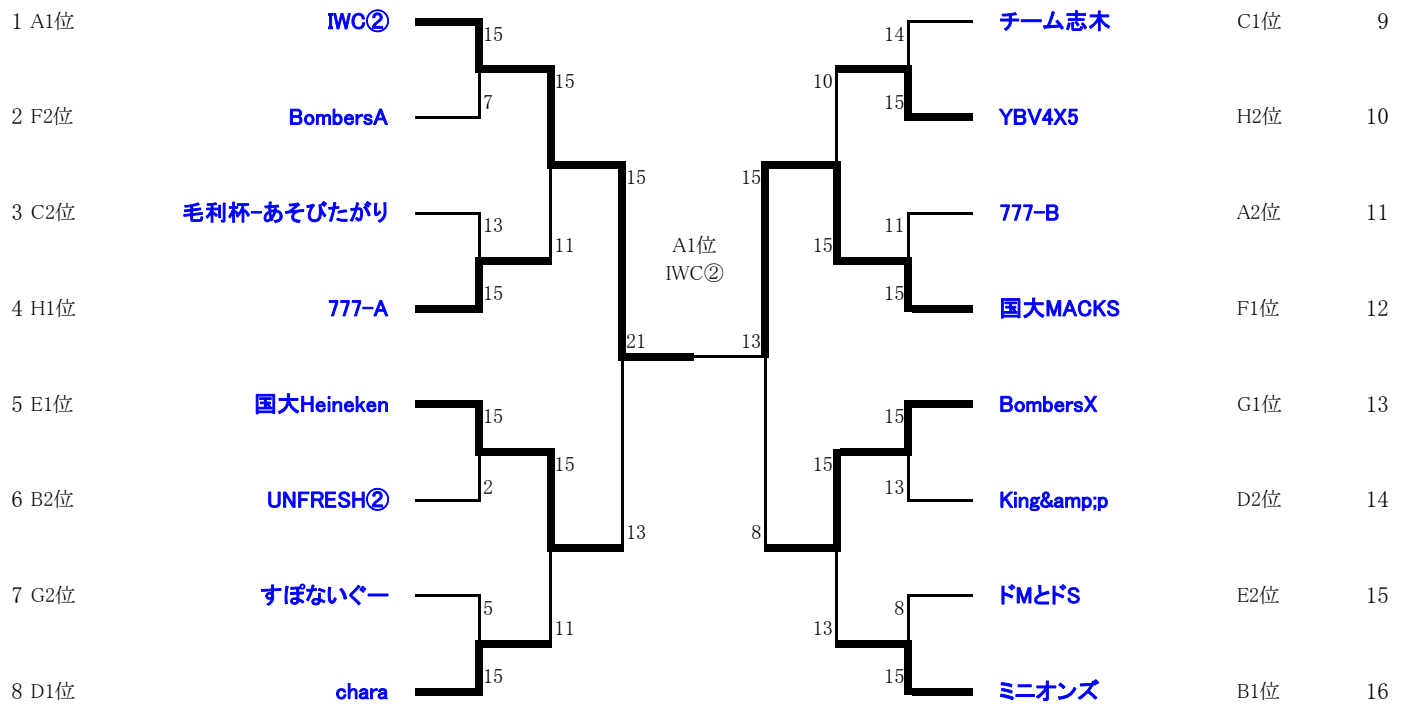 1 A1位 IWC② 15 14 チーム志木 C1位 9
15 10
2 F2位 BombersA 7 15 YBV4X5 H2位 10
15 15
3 C2位 毛利杯-あそびたがり 13 11 777-B A2位 11
11 A1位 15
IWC②
4 H1位 777-A 15 15 国大MACKS F1位 12
21 13
5 E1位 国大Heineken 15 15 BombersX G1位 13
15 15
6 B2位 UNFRESH② 2 13 King&amp;p D2位 14
13 8
7 G2位 すぽないぐー 5 8 ドMとドS E2位 15
11 13
8 D1位 chara 15 15 ミニオンズ B1位 16